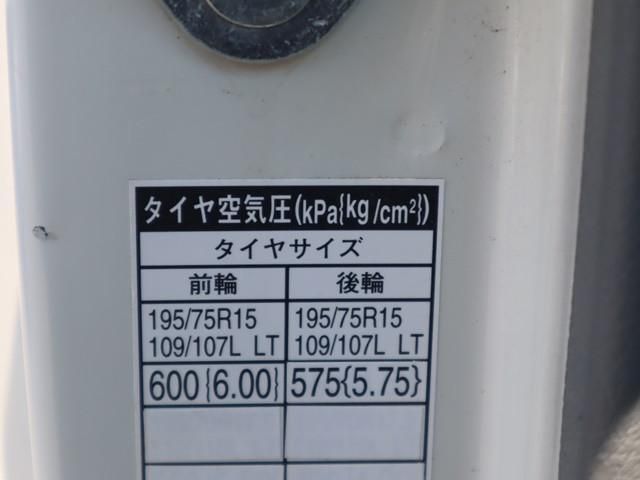 タイヤ空気圧(kPa{kg/cm²})
タイヤサイズ
前輪 後輪
195/75R15 195/75R15
109/107L LT 109/107L LT
600{6.00} 575{5.75}